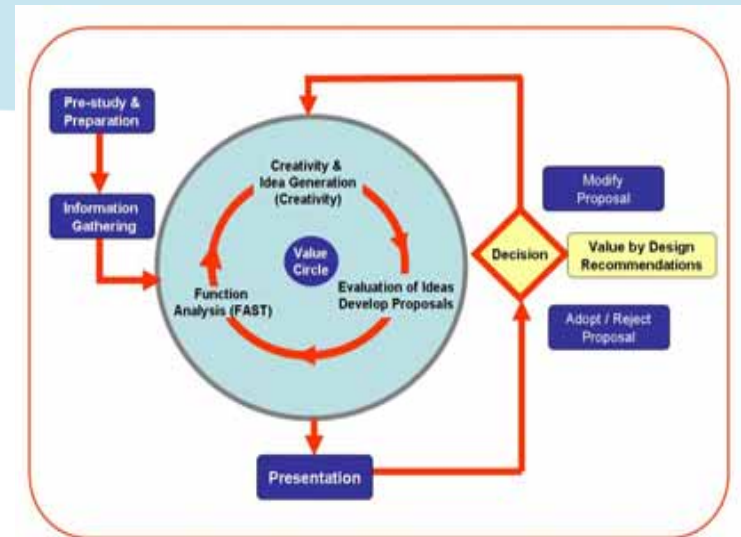 Pre-study &
Preparation
Information
Gathering
Creativity &
Idea Generation
(Creativity)
Value
Circle
Function
Analysis (FAST)
Evaluation of Ideas
Develop Proposals
Presentation
Modify
Proposal
Decision
Value by Design
Recommendations
Adopt / Reject
Proposal